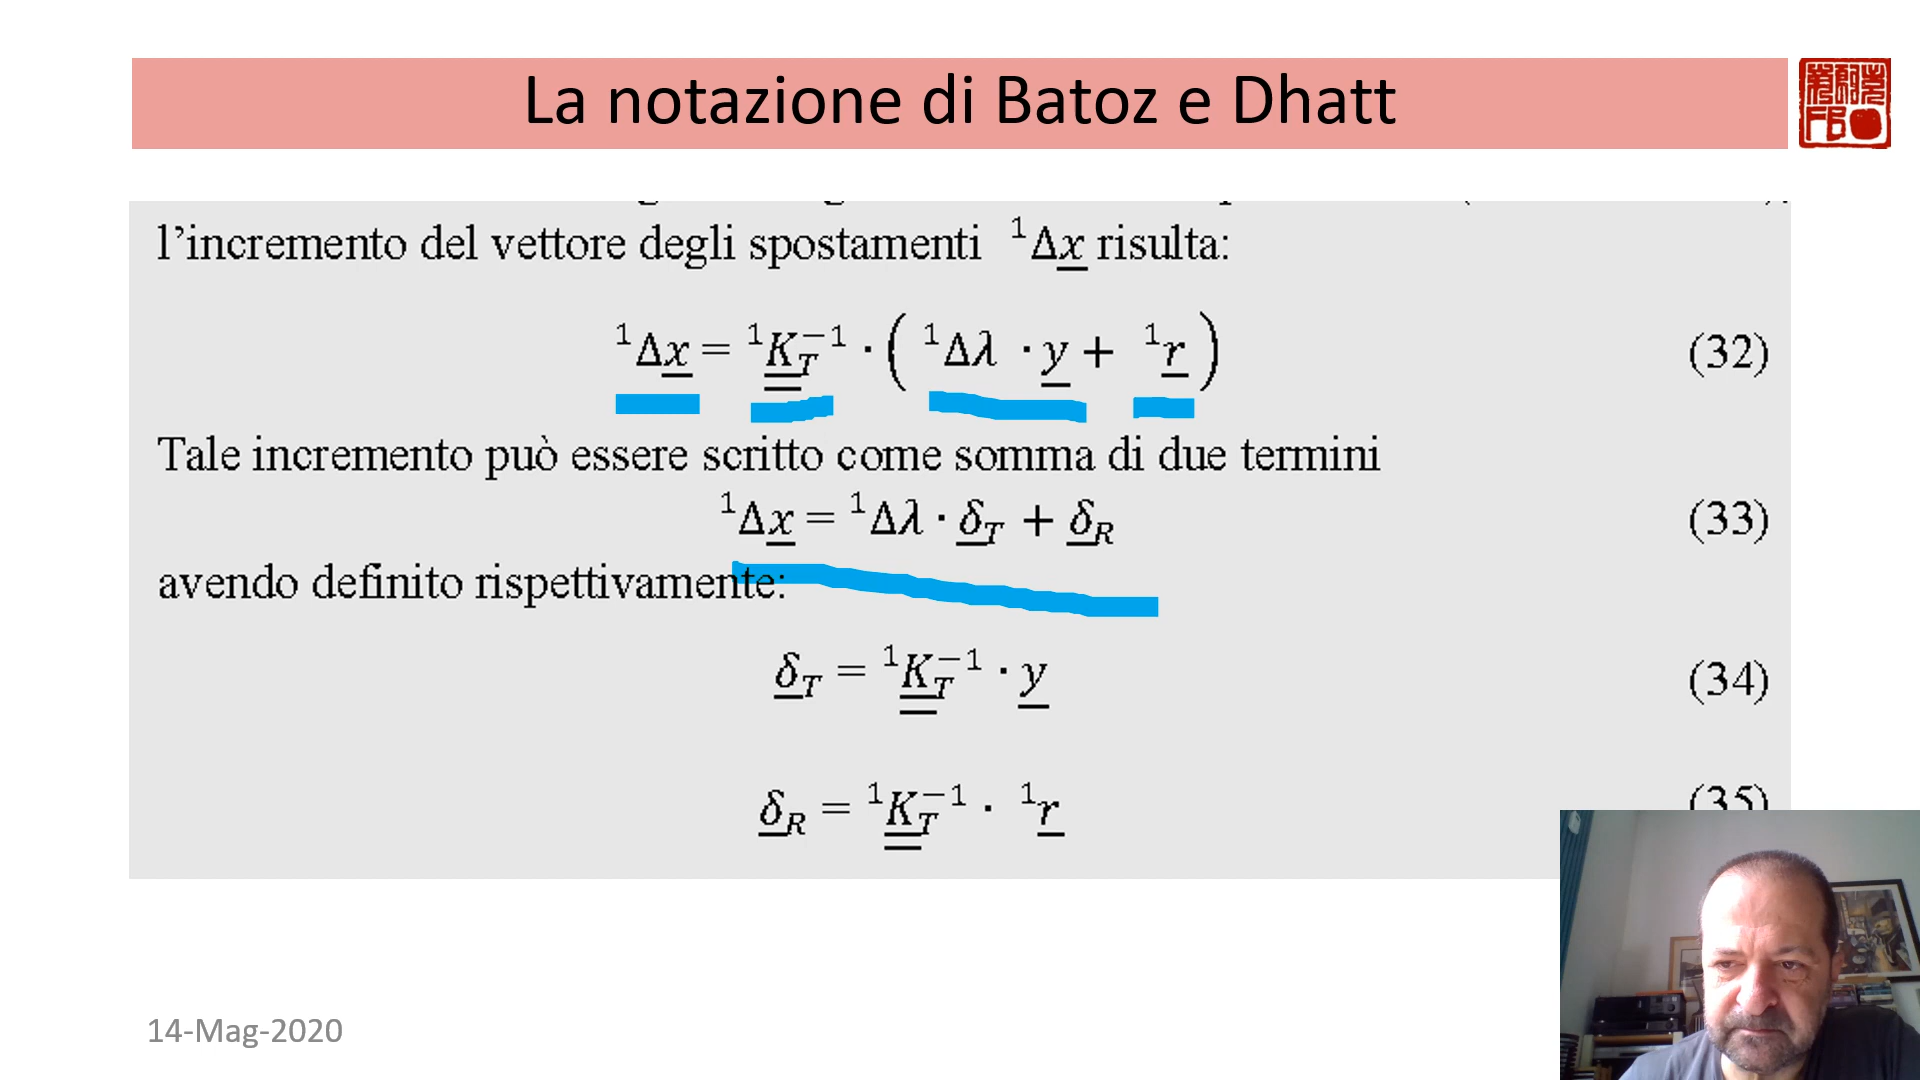 La notazione di Batoz e Dhatt
l’incremento del vettore degli spostamenti ¹Δx risulta:
¹Δx = ¹K_T⁻¹ · ( ¹Δλ · y + ¹r ) (32)
Tale incremento può essere scritto come somma di due termini
¹Δx = ¹Δλ · δ_T + δ_R (33)
avendo definito rispettivamente:
δ_T = ¹K_T⁻¹ · y (34)
δ_R = ¹K_T⁻¹ · ¹r (35)
14-Mag-2020